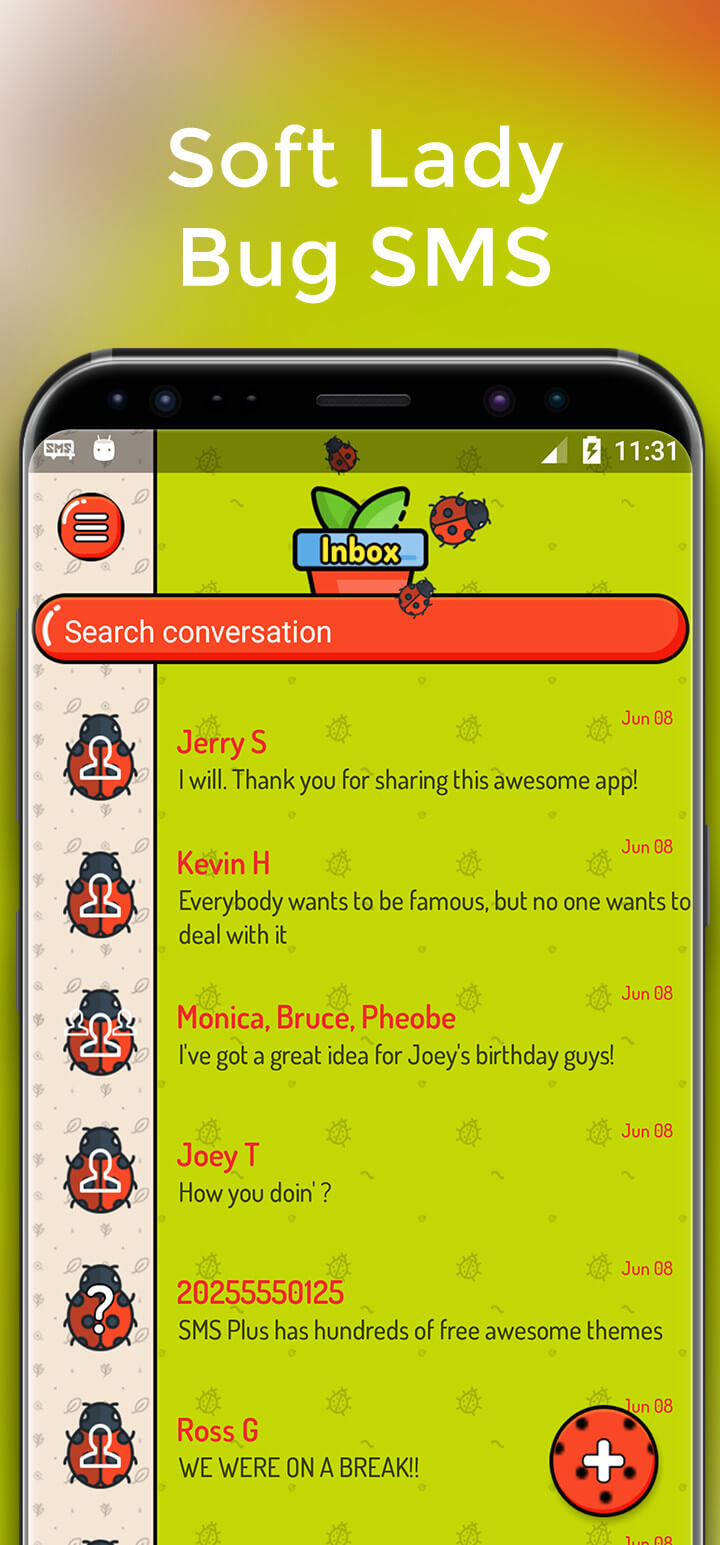 Soft Lady
Bug SMS
SMS
11:31
Inbox
Search conversation
Jun 08
Jerry S
I will. Thank you for sharing this awesome app!
Jun 08
Kevin H
Everybody wants to be famous, but no one wants to
deal with it
Jun 08
Monica, Bruce, Pheobe
I've got a great idea for Joey's birthday guys!
Jun 08
Joey T
How you doin' ?
Jun 08
?
20255550125
SMS Plus has hundreds of free awesome themes
Jun 08
Ross G
WE WERE ON A BREAK!!
Jun 08